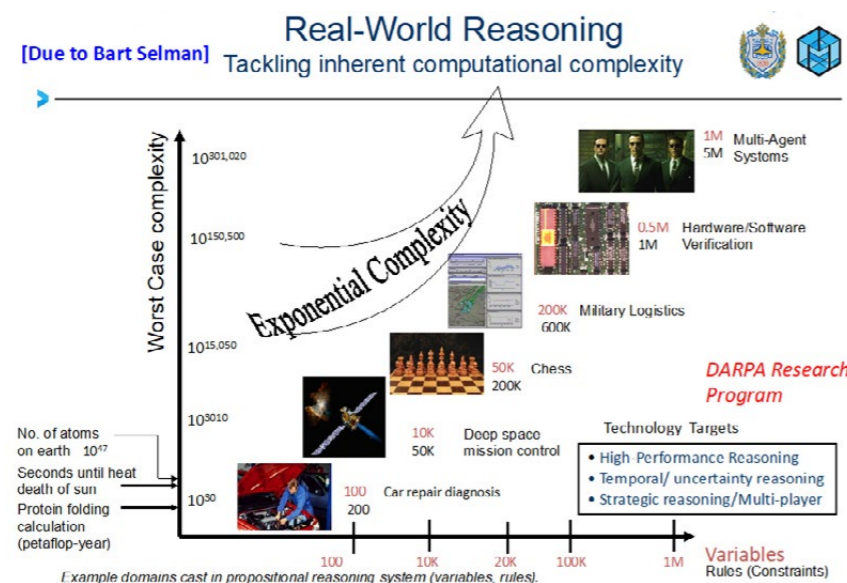 Real-World Reasoning
[Due to Bart Selman]
Tackling inherent computational complexity
Worst Case complexity
10^301,020
10^150,500
10^15,050
10^3010
10^30
Exponential Complexity
1M Multi-Agent
5M Systems
0.5M Hardware/Software
1M Verification
200K Military Logistics
600K
50K Chess
200K
10K Deep space
50K mission control
100 Car repair diagnosis
200
DARPA Research
Program
Technology Targets
• High-Performance Reasoning
• Temporal/ uncertainty reasoning
• Strategic reasoning/Multi-player
No. of atoms
on earth 10^47
Seconds until heat
death of sun
Protein folding
calculation
(petaflop-year)
100 10K 20K 100K 1M
Variables
Rules (Constraints)
Example domains cast in propositional reasoning system (variables, rules).